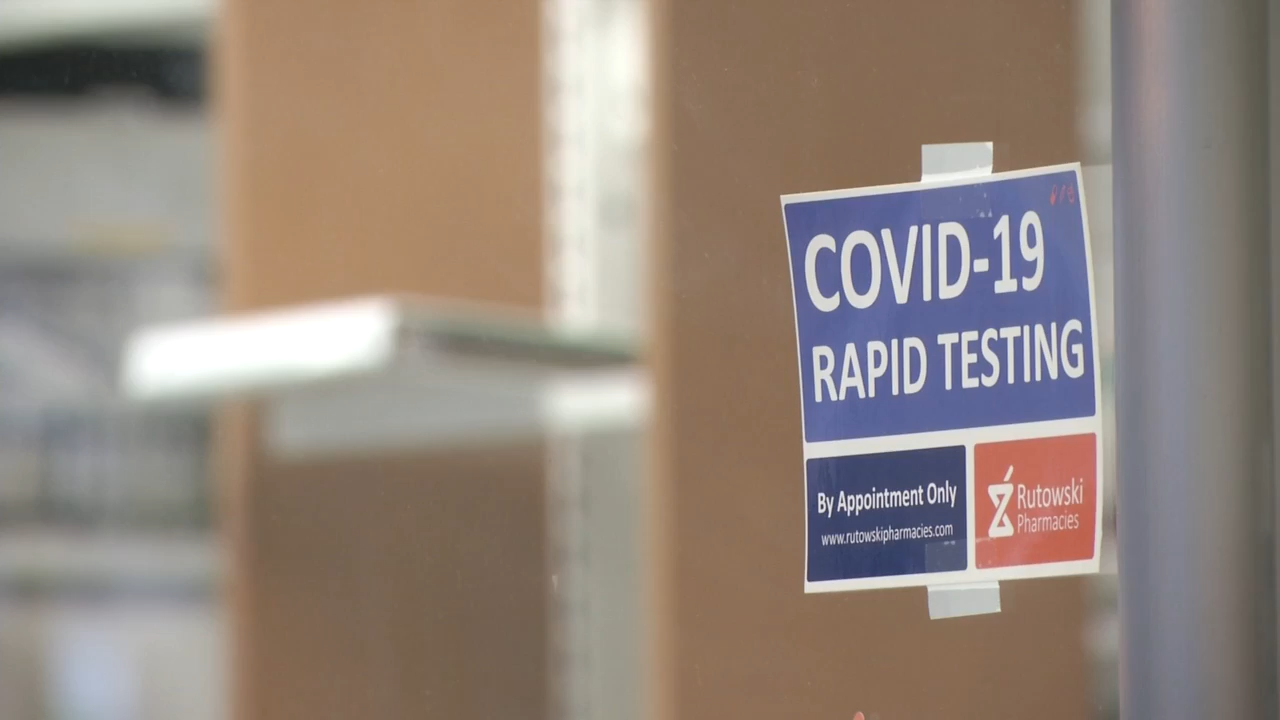 COVID-19
RAPID TESTING
By Appointment Only
www.rutowskipharmacies.com
Rutowski
Pharmacies